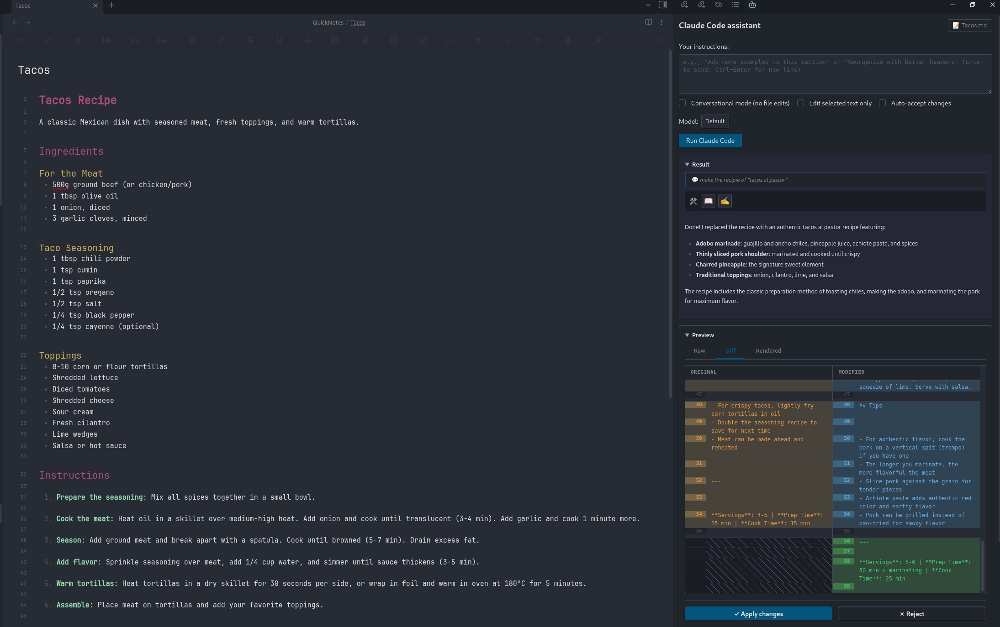 Tacos
QuickNotes / Tacos
H2 H3 Hn B I S U T A
Tacos
1 Tacos Recipe
2
3 A classic Mexican dish with seasoned meat, fresh toppings, and warm tortillas.
4
5 Ingredients
6
7 For the Meat
8 500g ground beef (or chicken/pork)
9 1 tbsp olive oil
10 1 onion, diced
11 3 garlic cloves, minced
12
13 Taco Seasoning
14 1 tbsp chili powder
15 1 tsp cumin
16 1 tsp paprika
17 1/2 tsp oregano
18 1/2 tsp salt
19 1/4 tsp black pepper
20 1/4 tsp cayenne (optional)
21
22 Toppings
23 8-10 corn or flour tortillas
24 Shredded lettuce
25 Diced tomatoes
26 Shredded cheese
27 Sour cream
28 Fresh cilantro
29 Lime wedges
30 Salsa or hot sauce
31
32 Instructions
33
34 1. Prepare the seasoning: Mix all spices together in a small bowl.
35
36 2. Cook the meat: Heat oil in a skillet over medium-high heat. Add onion and cook until translucent (3-4 min). Add garlic and cook 1 minute more.
37
38 3. Season: Add ground meat and break apart with a spatula. Cook until browned (5-7 min). Drain excess fat.
39
40 4. Add flavor: Sprinkle seasoning over meat, add 1/4 cup water, and simmer until sauce thickens (3-5 min).
41
42 5. Warm tortillas: Heat tortillas in a dry skillet for 30 seconds per side, or wrap in foil and warm in oven at 180°C for 5 minutes.
43
44 6. Assemble: Place meat on tortillas and add your favorite toppings.
45
Claude Code assistant
📝 Tacos.md
Your instructions:
e.g., "Add more examples to this section" or "Reorganize with better headers" (Enter
to send, Ctrl+Enter for new line)
Conversational mode (no file edits) Edit selected text only Auto-accept changes
Model: Default
Run Claude Code
▼ Result
💬 make the recipie of "tacos al pastor"
Done! I replaced the recipe with an authentic tacos al pastor recipe featuring:
• Adobo marinade: guajillo and ancho chiles, pineapple juice, achiote paste, and spices
• Thinly sliced pork shoulder: marinated and cooked until crispy
• Charred pineapple: the signature sweet element
• Traditional toppings: onion, cilantro, lime, and salsa
The recipe includes the classic preparation method of toasting chiles, making the adobo, and marinating the pork
for maximum flavor.
▼ Preview
Raw Diff Rendered
ORIGINAL
47
48 - For crispy tacos, lightly fry
corn tortillas in oil
49 - Double the seasoning recipe to
save for next time
50 - Meat can be made ahead and
reheated
51
52 ---
53
54 **Servings**: 4-5 | **Prep Time**:
15 min | **Cook Time**: 15 min
55
MODIFIED
squeeze of lime. Serve with salsa.
47
48 ## Tips
49
50 - For authentic flavor, cook the
pork on a vertical spit (trompo)
if you have one
51 - The longer you marinate, the
more flavorful the meat
52 - Slice pork against the grain for
tender pieces
53 - Achiote paste adds authentic red
color and earthy flavor
54 - Pork can be grilled instead of
pan-fried for smoky flavor
55
56 ---
57
58 **Servings**: 5-6 | **Prep Time**:
30 min + marinating | **Cook
Time**: 25 min
59
✓ Apply changes
× Reject